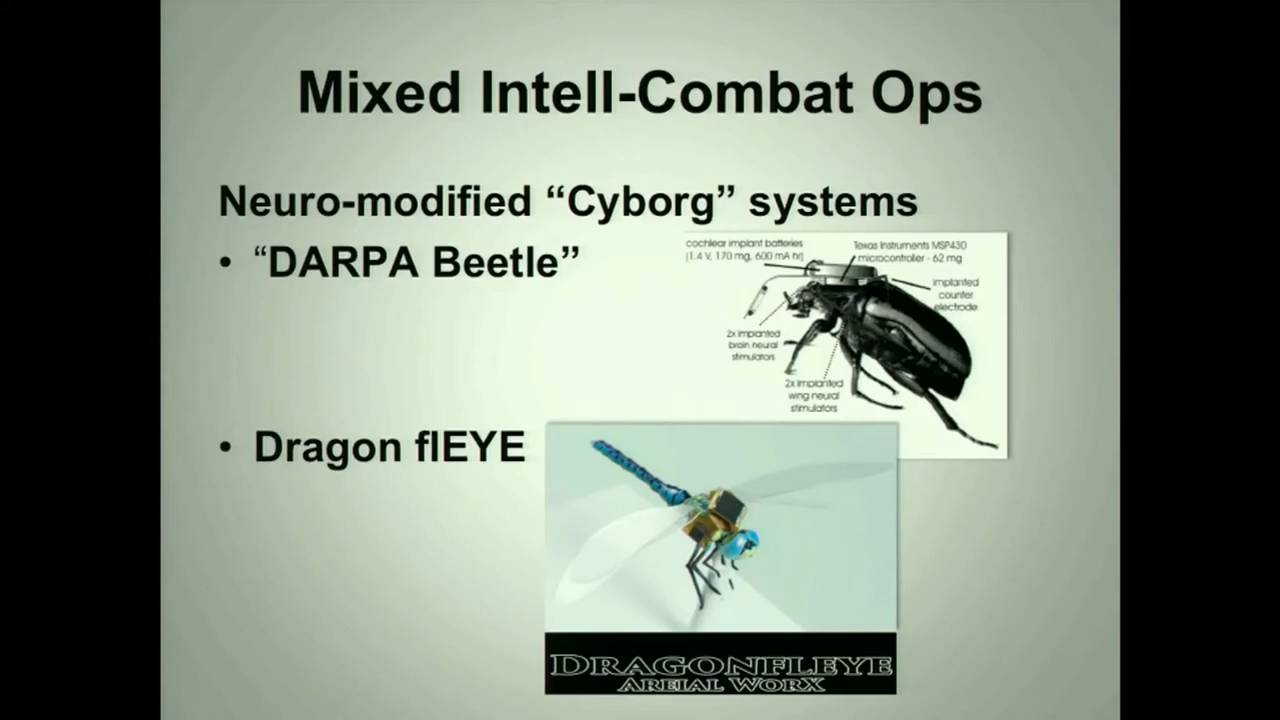 Mixed Intell-Combat Ops
Neuro-modified “Cyborg” systems
• “DARPA Beetle”
cochlear implant batteries
(1.4 V, 170 mg, 600 mA hr)
Texas Instruments MSP430
microcontroller - 62 mg
implanted
counter
electrode
2x implanted
brain neural
stimulators
2x implanted
wing neural
stimulators
• Dragon flEYE
DRAGONFLEYE
AREIAL WORX